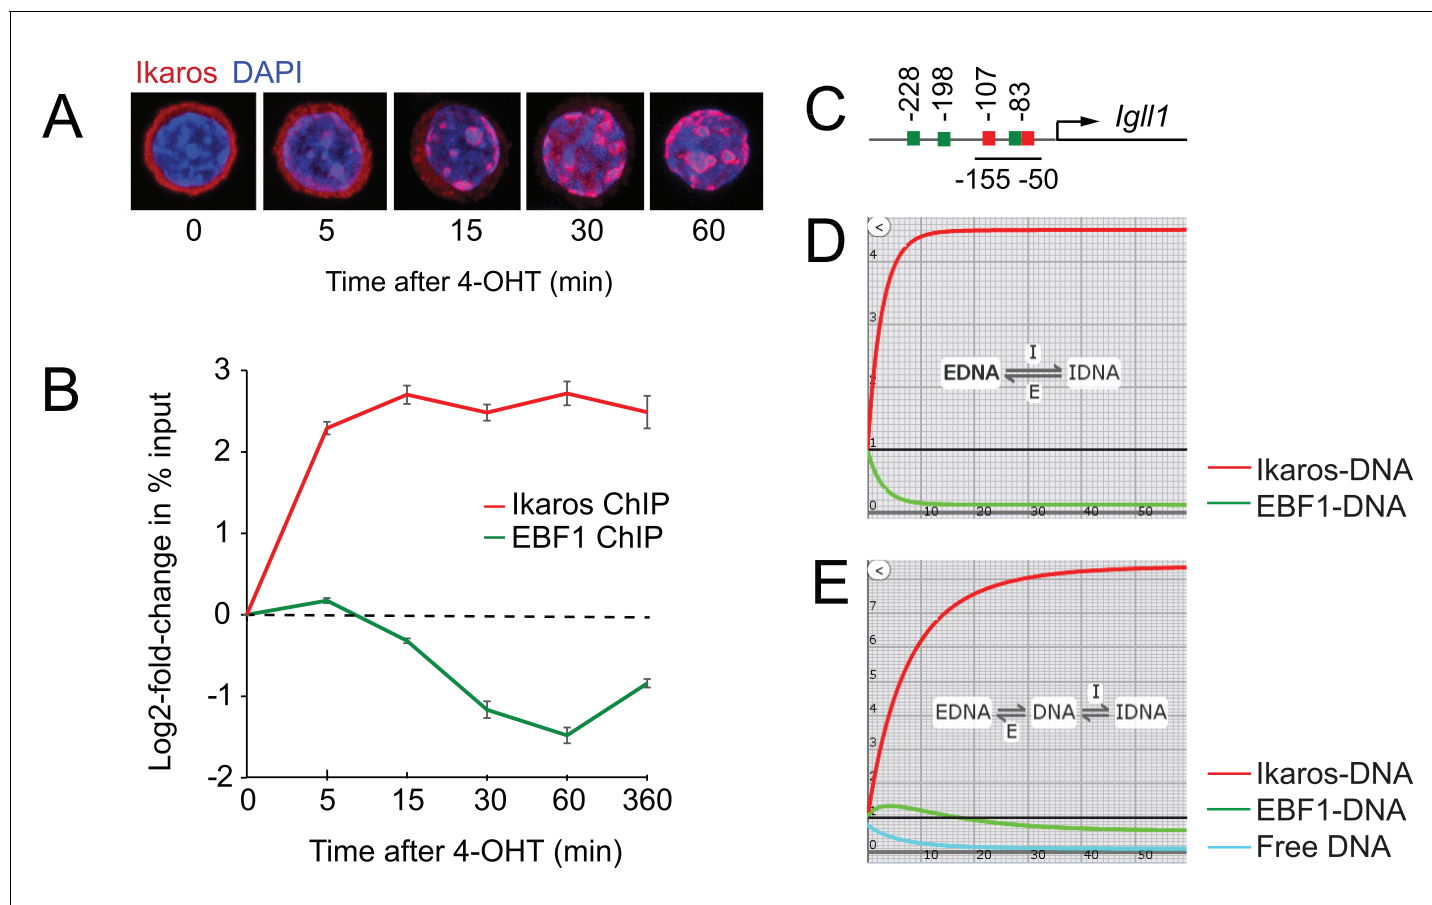 A
Ikaros DAPI
0 5 15 30 60
Time after 4-OHT (min)
B
Log2-fold-change in % input
3
2
1
0
-1
-2
0 5 15 30 60 360
Time after 4-OHT (min)
Ikaros ChIP
EBF1 ChIP
C
-228 -198 -107 -83
Igll1
-155 -50
D
<
4
3
2
1
0
10 20 30 40 50
I
EDNA IDNA
E
Ikaros-DNA
EBF1-DNA
E
<
7
6
5
4
3
2
1
0
10 20 30 40 50
I
EDNA DNA IDNA
E
Ikaros-DNA
EBF1-DNA
Free DNA